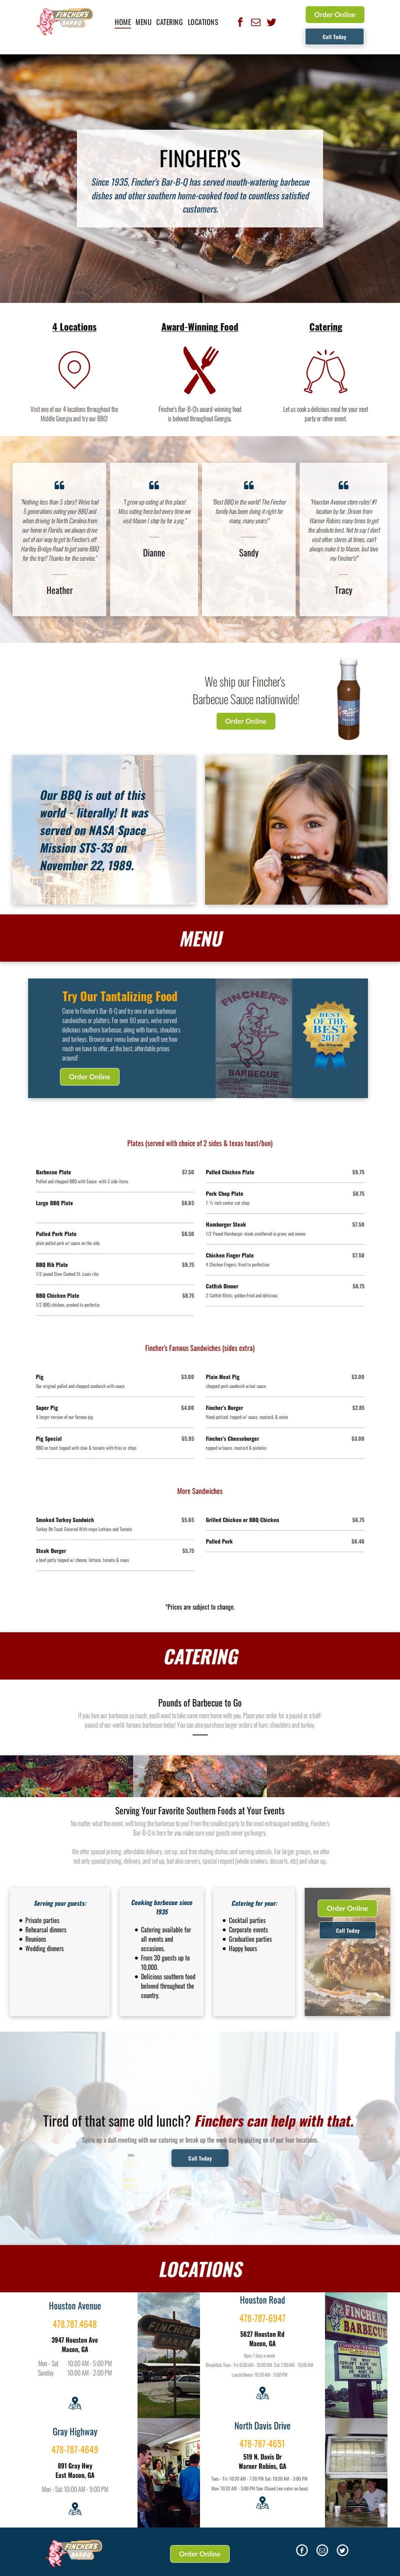 FINCHER'S
BAR-B-Q
HOME MENU CATERING LOCATIONS
Order Online
Call Today
FINCHER'S
Since 1935, Fincher's Bar-B-Q has served mouth-watering barbecue
dishes and other southern home-cooked food to countless satisfied
customers.
4 Locations
Visit one of our 4 locations throughout the
Middle Georgia and try our BBQ!
Award-Winning Food
Fincher's Bar-B-Q's award-winning food
is beloved throughout Georgia.
Catering
Let us cook a delicious meal for your next
party or other event.
"Nothing less than 5 stars!! We've had
5 generations eating your BBQ and
when driving to North Carolina from
our home in Florida, we always drive
out of our way to get to Fincher's off
Hartley Bridge Road to get some BBQ
for the trip!! Thanks for the service."
Heather
"I grew up eating at this place!
Miss eating here but every time we
visit Macon I stop by for a pig."
Dianne
"Best BBQ in the world! The Fincher
family has been doing it right for
many, many years!"
Sandy
"Houston Avenue store rules! #1
location by far. Driven from
Warner Robins many times to get
the absolute best. Not to say I don't
visit other stores at times, can't
always make it to Macon, but love
my Fincher's!"
Tracy
We ship our Fincher's
Barbecue Sauce nationwide!
Order Online
Our BBQ is out of this
world - literally! It was
served on NASA Space
Mission STS-33 on
November 22, 1989.
MENU
Try Our Tantalizing Food
Come to Fincher's Bar-B-Q and try one of our barbecue
sandwiches or platters. For over 80 years, we've served
delicious southern barbecue, along with hams, shoulders
and turkeys. Browse our menu below and you'll see how
much we have to offer, at the best, affordable prices
around!
Order Online
FINCHER'S
BARBECUE
BEST
OF THE
BEST
2017
Plates (served with choice of 2 sides & texas toast/bun)
Barbecue Plate $7.50
Pulled and chopped BBQ with Sauce: with 3 side items
Large BBQ Plate $8.65
Pulled Pork Plate $8.50
plain pulled pork w/ sauce on the side.
BBQ Rib Plate $9.75
1/2 pound Slow Cooked St. Louis ribs
BBQ Chicken Plate $8.75
1/2 BBQ chicken, smoked to perfectio
Pulled Chicken Plate $9.75
Pork Chop Plate $8.75
1 ½ inch center cut chop
Hamburger Steak $7.50
1/2 Pound Hamburger steak smothered in gravy and onions
Chicken Finger Plate $7.50
4 Chicken Fingers: fried to perfection
Catfish Dinner $8.75
2 Catfish fillets: golden fried and delicious
Fincher's Famous Sandwiches (sides extra)
Pig $3.00
Our original pulled and chopped sandwich with sauce
Super Pig $4.00
A larger version of our famous pig
Pig Special $5.95
BBQ on toast topped with slaw & tomato with fries or chips
Plain Meat Pig $3.00
chopped pork sandwich w/out sauce
Fincher's Burger $2.85
Hand pattied: topped w/ sauce, mustard, & onion
Fincher's Cheeseburger $3.00
topped w/sauce, mustard & pickeles
More Sandwiches
Smoked Turkey Sandwich $5.65
Turkey On Toast Covered With mayo Lettuce and Tomato
Steak Burger $5.75
a beef patty topped w/ cheese, lettuce, tomato & mayo
Grilled Chicken or BBQ Chicken $6.75
Pulled Pork $6.40
*Prices are subject to change.
CATERING
Pounds of Barbecue to Go
If you love our barbecue so much, you'll want to take some more home with you. Place your order for a pound or a half-
pound of our world-famous barbecue today! You can also purchase larger orders of ham, shoulders and turkey.
Serving Your Favorite Southern Foods at Your Events
No matter what the event, we'll bring the barbecue to you! From the smallest party to the most extravagant wedding, Fincher's
Bar-B-Q is here for you make sure your guests never go hungry.
We offer special pricing, affordable delivery, set up, and free chafing dishes and serving utensils. For larger groups, we offer
not only special pricing, delivery, and set up, but also servers, special request (whole smokers, desserts, etc) and clean up.
Serving your guests:
Private parties
Rehearsal dinners
Reunions
Wedding dinners
Cooking barbecue since
1935
Catering available for
all events and
occasions.
From 30 guests up to
10,000.
Delicious southern food
beloved throughout the
country.
Catering for your:
Cocktail parties
Corporate events
Graduation parties
Happy hours
Order Online
Call Today
Tired of that same old lunch? Finchers can help with that.
Spice up a dull meeting with our catering or break up the work day by visiting on of our four locations.
Call Today
LOCATIONS
Houston Avenue
478.787.4648
3947 Houston Ave
Macon, GA
Mon - Sat 10:00 AM - 5:00 PM
Sunday 10:00 AM - 2:00 PM
Houston Road
478-787-6947
5627 Houston Rd
Macon, GA
Open 7 days a week
Breakfast Tues - Fri: 6:00 AM - 10:00 AM Sat: 7:00 AM - 10:00 AM
Lunch/dinner: 10:30 AM - 9:00 PM
FINCHER'S
BARBECUE
Gray Highway
478-787-4649
891 Gray Hwy
East Macon, GA
Mon - Sat: 10:00 AM - 9:00 PM
North Davis Drive
478-787-4651
519 N. Davis Dr
Warner Robins, GA
Tues - Fri: 10:30 AM - 7:30 PM Sat: 10:30 AM - 3:00 PM
Mon: 10:30 AM - 3:00 PM Sun: Closed (we cater on base)
FINCHER'S
BAR-B-Q
Order Online